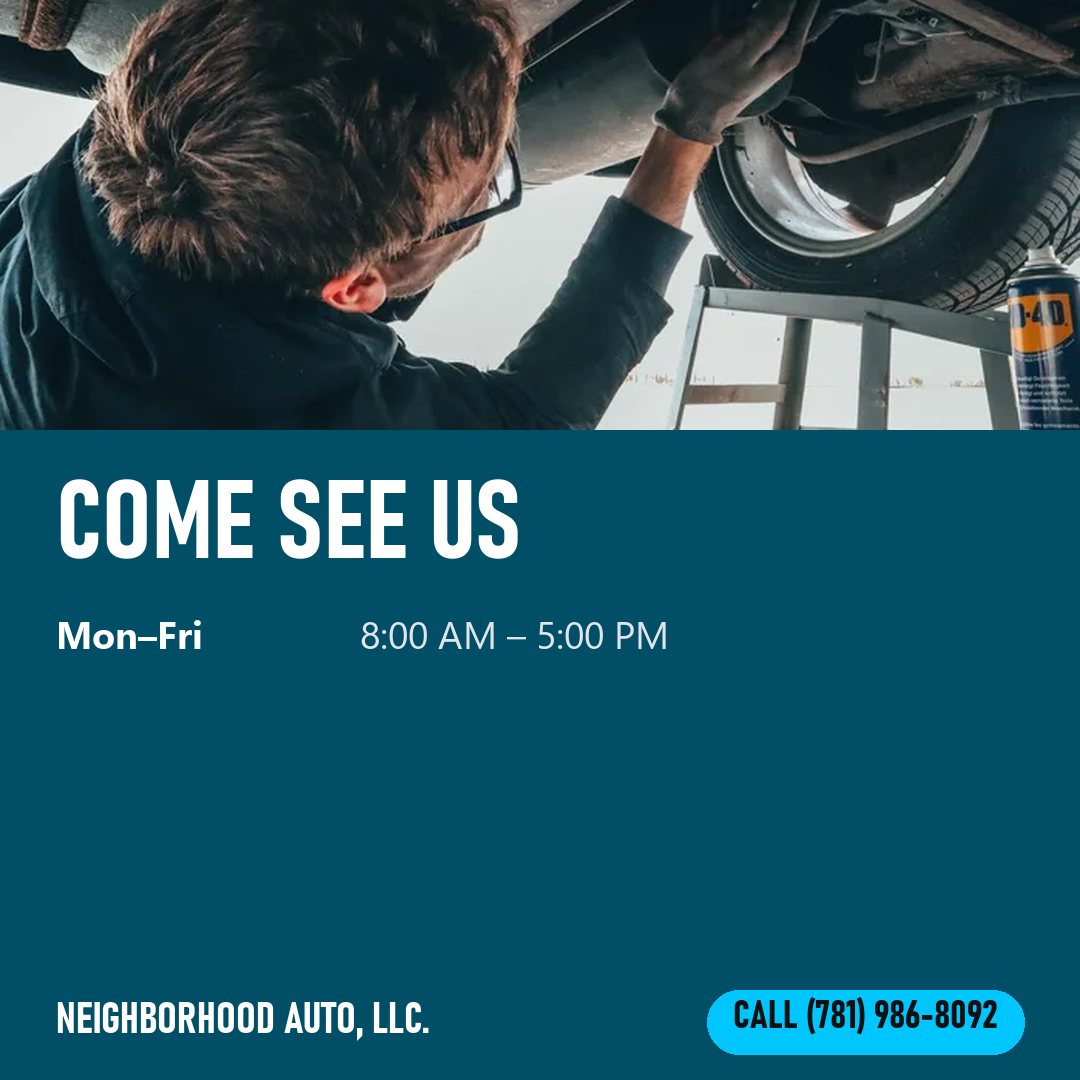 COME SEE US
Mon–Fri 8:00 AM – 5:00 PM
NEIGHBORHOOD AUTO, LLC.
CALL (781) 986-8092